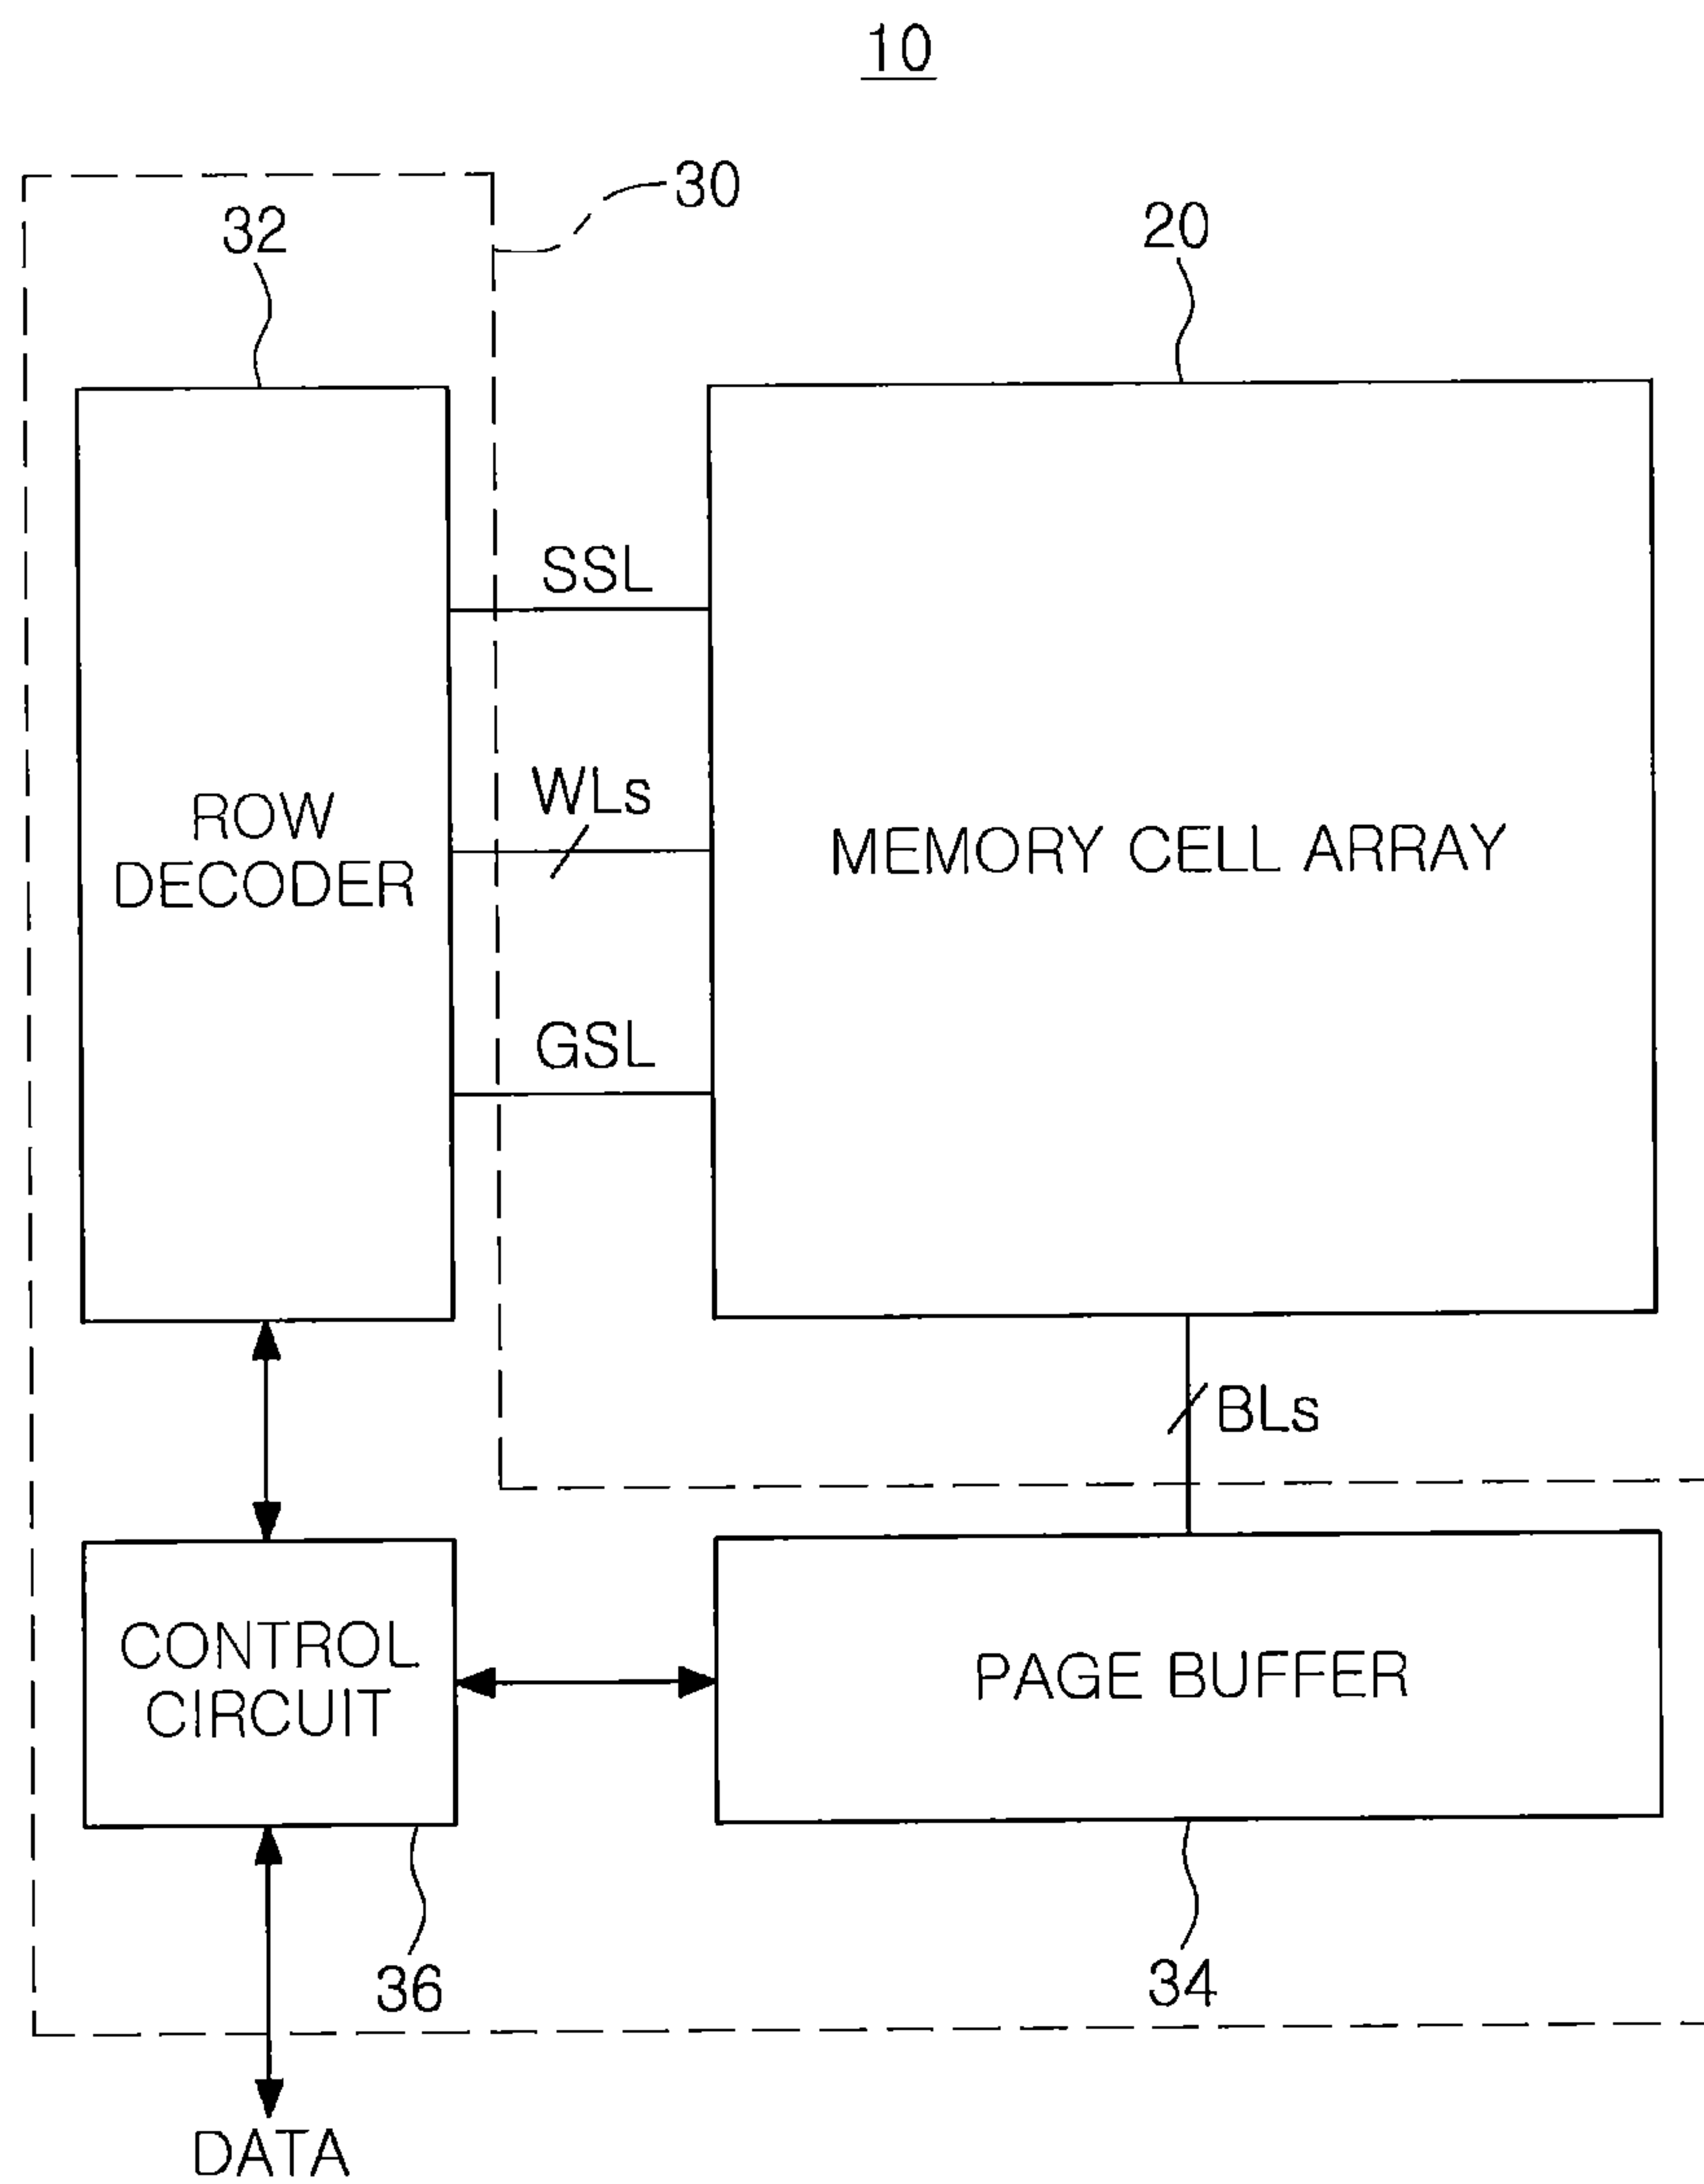 10
30
32
20
SSL
WLs
ROW
DECODER
MEMORY CELL ARRAY
GSL
BLs
CONTROL
CIRCUIT
PAGE BUFFER
36
34
DATA